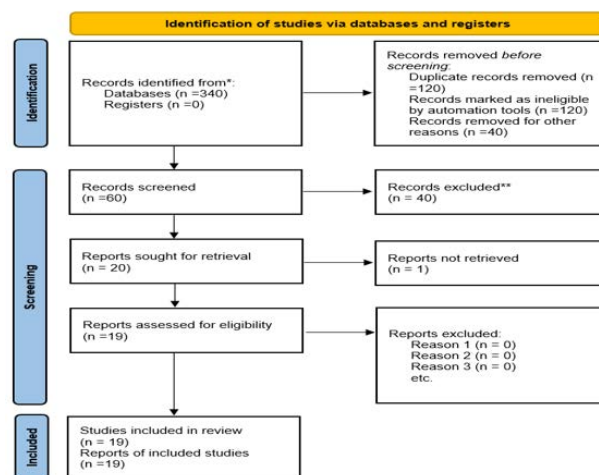 Identification of studies via databases and registers
Identification
Records identified from*:
Databases (n =340)
Registers (n =0)
Records removed before
screening:
Duplicate records removed (n
=120)
Records marked as ineligible
by automation tools (n =120)
Records removed for other
reasons (n =40)
Screening
Records screened
(n =60)
Records excluded**
(n = 40)
Reports sought for retrieval
(n = 20)
Reports not retrieved
(n = 1)
Reports assessed for eligibility
(n =19)
Reports excluded:
Reason 1 (n = 0)
Reason 2 (n = 0)
Reason 3 (n = 0)
etc.
Included
Studies included in review
(n = 19)
Reports of included studies
(n =19)